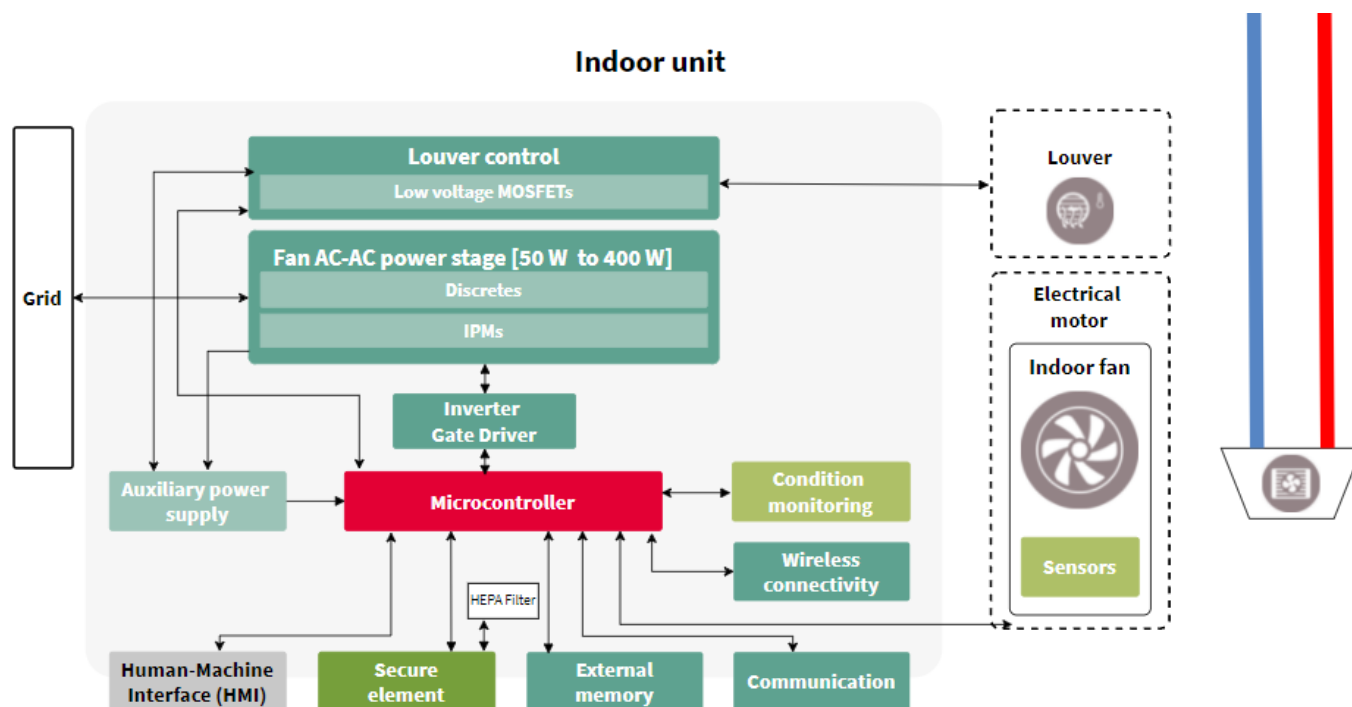 Indoor unit
Grid
Louver control
Low voltage MOSFETs
Fan AC-AC power stage [50 W to 400 W]
Discretes
IPMs
Inverter
Gate Driver
Auxiliary power
supply
Microcontroller
Condition
monitoring
Wireless
connectivity
HEPA Filter
Human-Machine
Interface (HMI)
Secure
element
External
memory
Communication
Louver
Electrical
motor
Indoor fan
Sensors